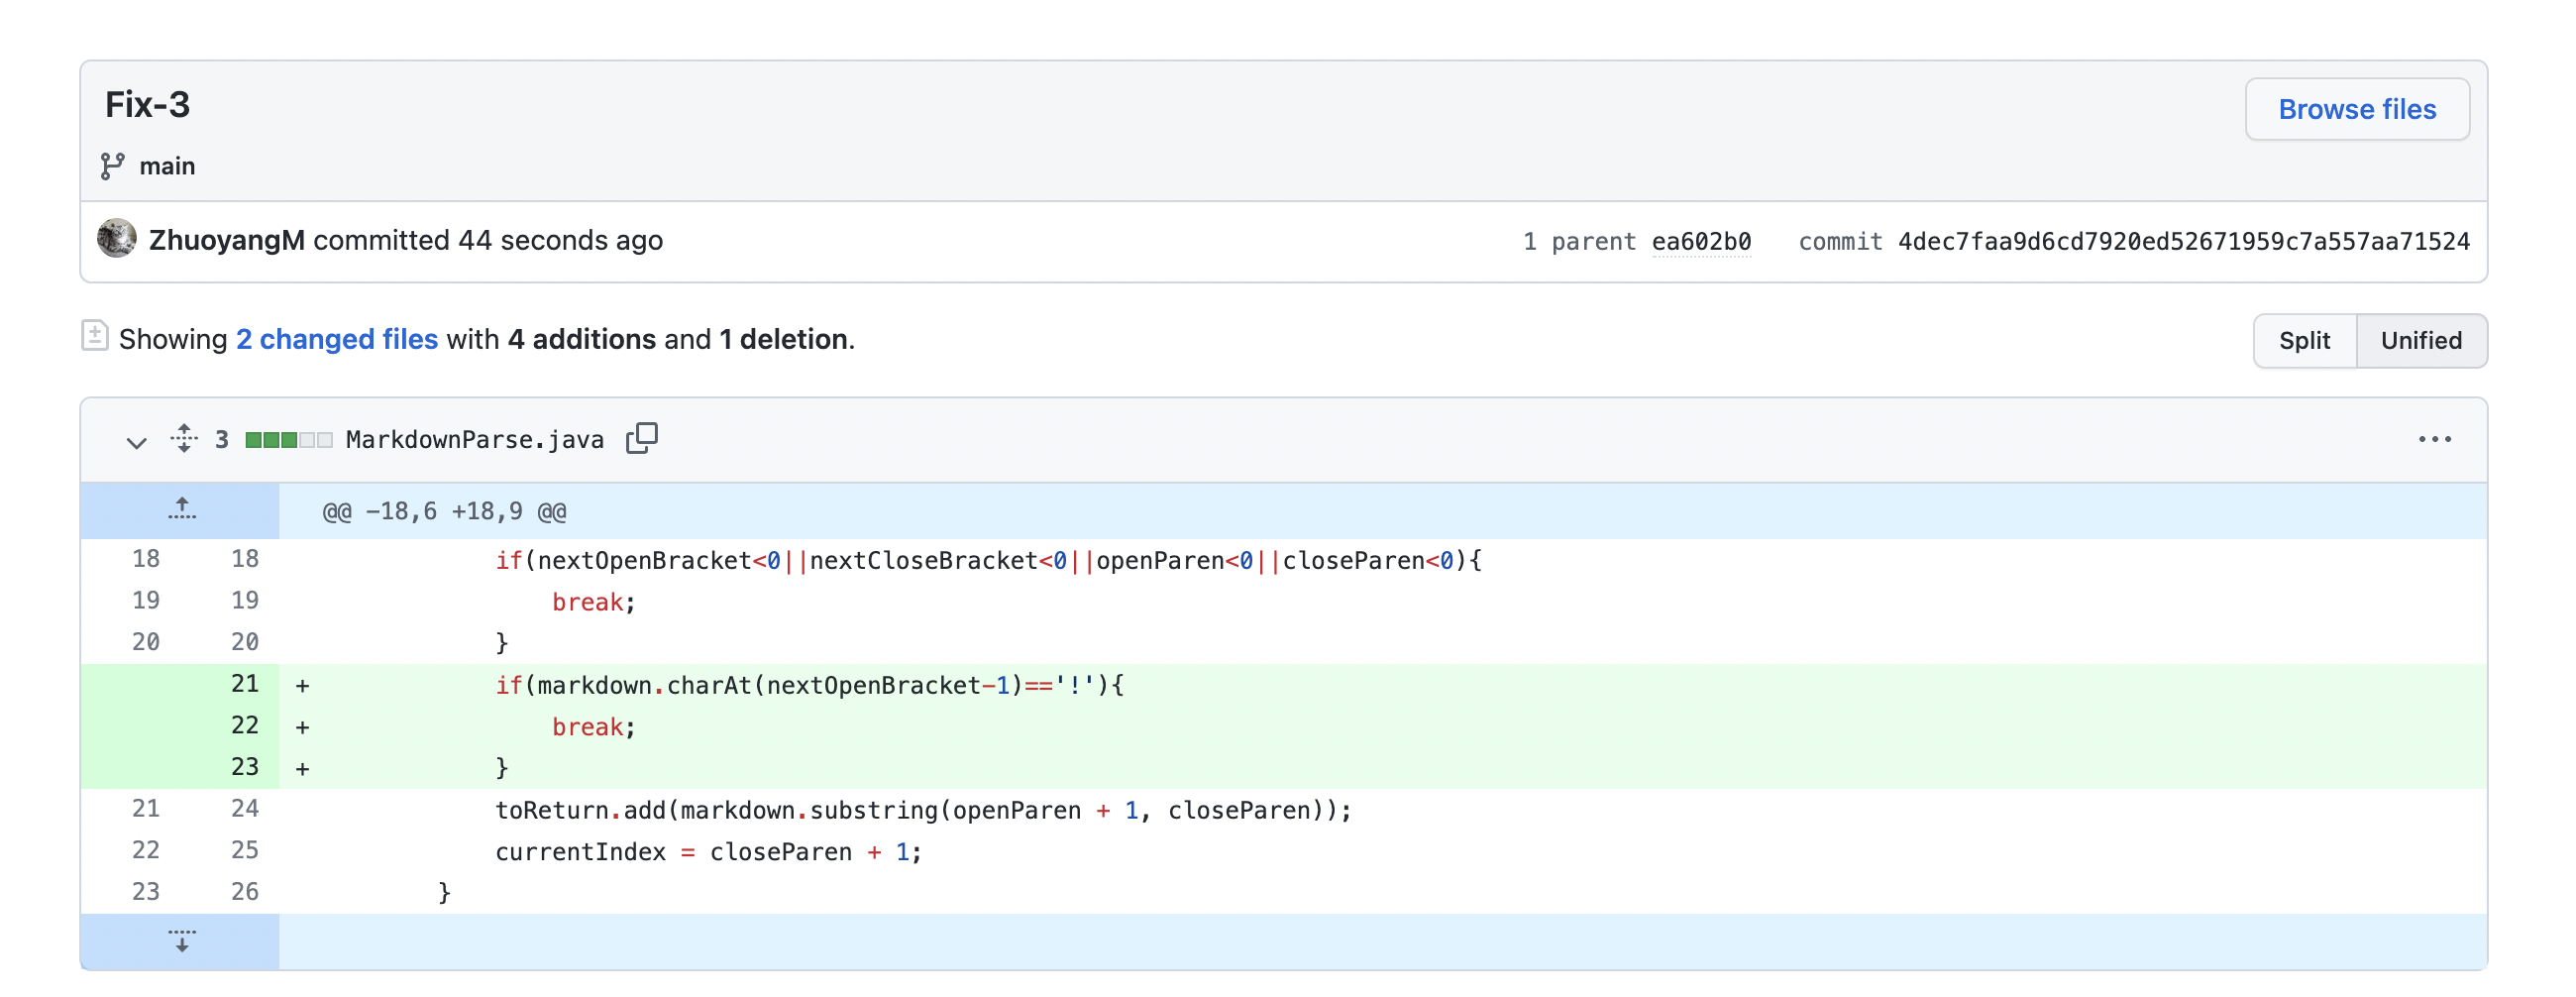 Fix-3
Browse files
main
ZhuoyangM committed 44 seconds ago 1 parent ea602b0 commit 4dec7faa9d6cd7920ed52671959c7a557aa71524
Showing 2 changed files with 4 additions and 1 deletion. Split Unified
3 MarkdownParse.java
@@ -18,6 +18,9 @@
18 18 if(nextOpenBracket<0||nextCloseBracket<0||openParen<0||closeParen<0){
19 19 break;
20 20 }
21 + if(markdown.charAt(nextOpenBracket-1)=='!'){
22 + break;
23 + }
21 24 toReturn.add(markdown.substring(openParen + 1, closeParen));
22 25 currentIndex = closeParen + 1;
23 26 }